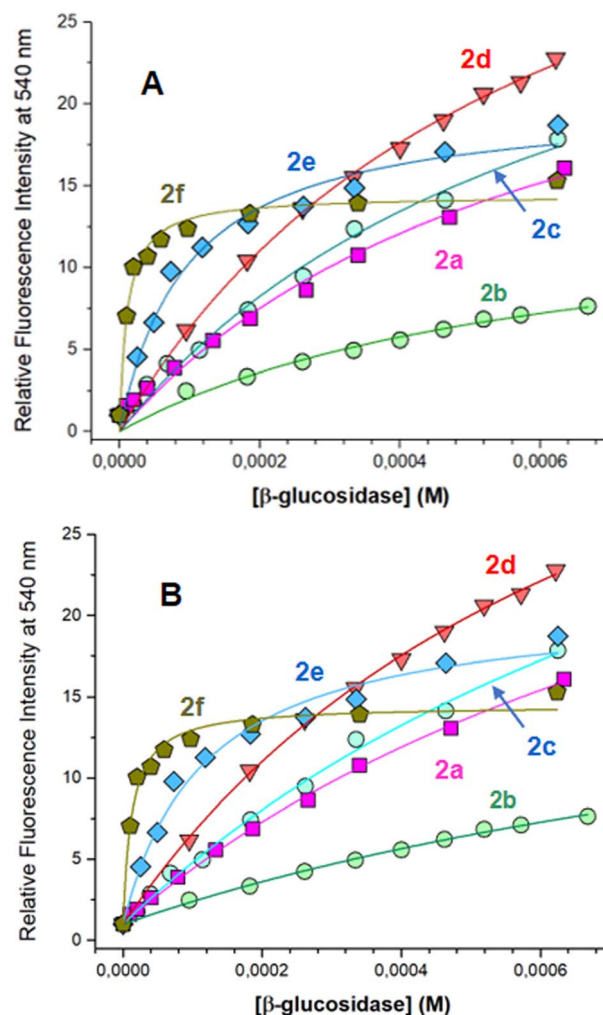 25
20
15
10
5
0
Relative Fluorescence Intensity at 540 nm
A
2d
2e
2f
2c
2a
2b
0,0000
0,0002
0,0004
0,0006
[β-glucosidase] (M)
25
20
15
10
5
0
Relative Fluorescence Intensity at 540 nm
B
2d
2e
2f
2c
2a
2b
0,0000
0,0002
0,0004
0,0006
[β-glucosidase] (M)